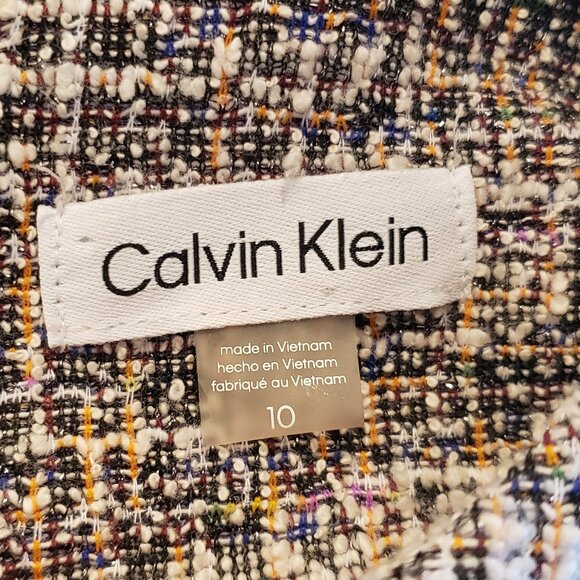 Calvin Klein
made in Vietnam
hecho en Vietnam
fabriqué au Vietnam
10